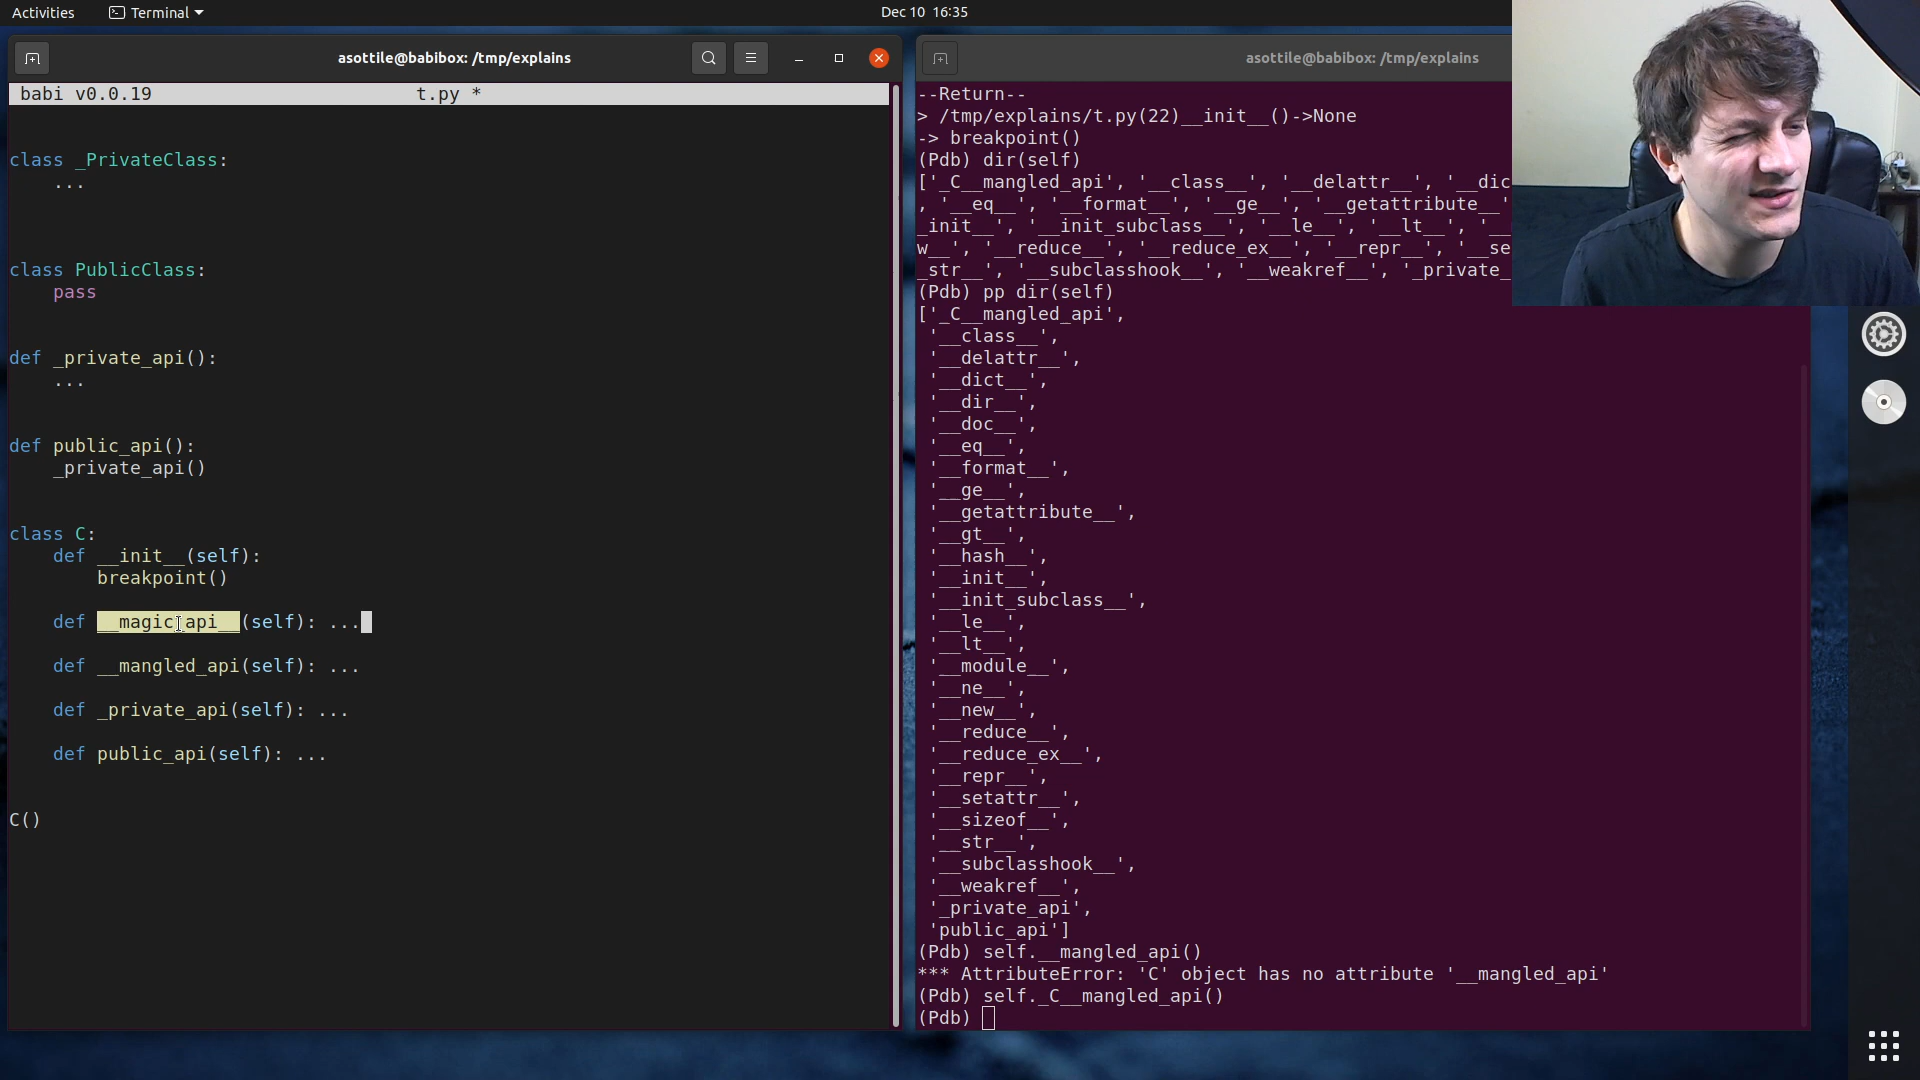 Activities
Terminal
Dec 10 16:35
asottile@babibox: /tmp/explains
babi v0.0.19 t.py *
class _PrivateClass:
...
class PublicClass:
pass
def _private_api():
...
def public_api():
_private_api()
class C:
def __init__(self):
breakpoint()
def __magic_api__(self): ...
def __mangled_api(self): ...
def _private_api(self): ...
def public_api(self): ...
C()
asottile@babibox: /tmp/explains
--Return--
> /tmp/explains/t.py(22)__init__()->None
-> breakpoint()
(Pdb) dir(self)
['_C__mangled_api', '__class__', '__delattr__', '__dic
, '__eq__', '__format__', '__ge__', '__getattribute__'
_init__', '__init_subclass__', '__le__', '__lt__', '__
w__', '__reduce__', '__reduce_ex__', '__repr__', '__se
_str__', '__subclasshook__', '__weakref__', '_private_
(Pdb) pp dir(self)
['_C__mangled_api',
'__class__',
'__delattr__',
'__dict__',
'__dir__',
'__doc__',
'__eq__',
'__format__',
'__ge__',
'__getattribute__',
'__gt__',
'__hash__',
'__init__',
'__init_subclass__',
'__le__',
'__lt__',
'__module__',
'__ne__',
'__new__',
'__reduce__',
'__reduce_ex__',
'__repr__',
'__setattr__',
'__sizeof__',
'__str__',
'__subclasshook__',
'__weakref__',
'_private_api',
'public_api']
(Pdb) self.__mangled_api()
*** AttributeError: 'C' object has no attribute '__mangled_api'
(Pdb) self._C__mangled_api()
(Pdb)